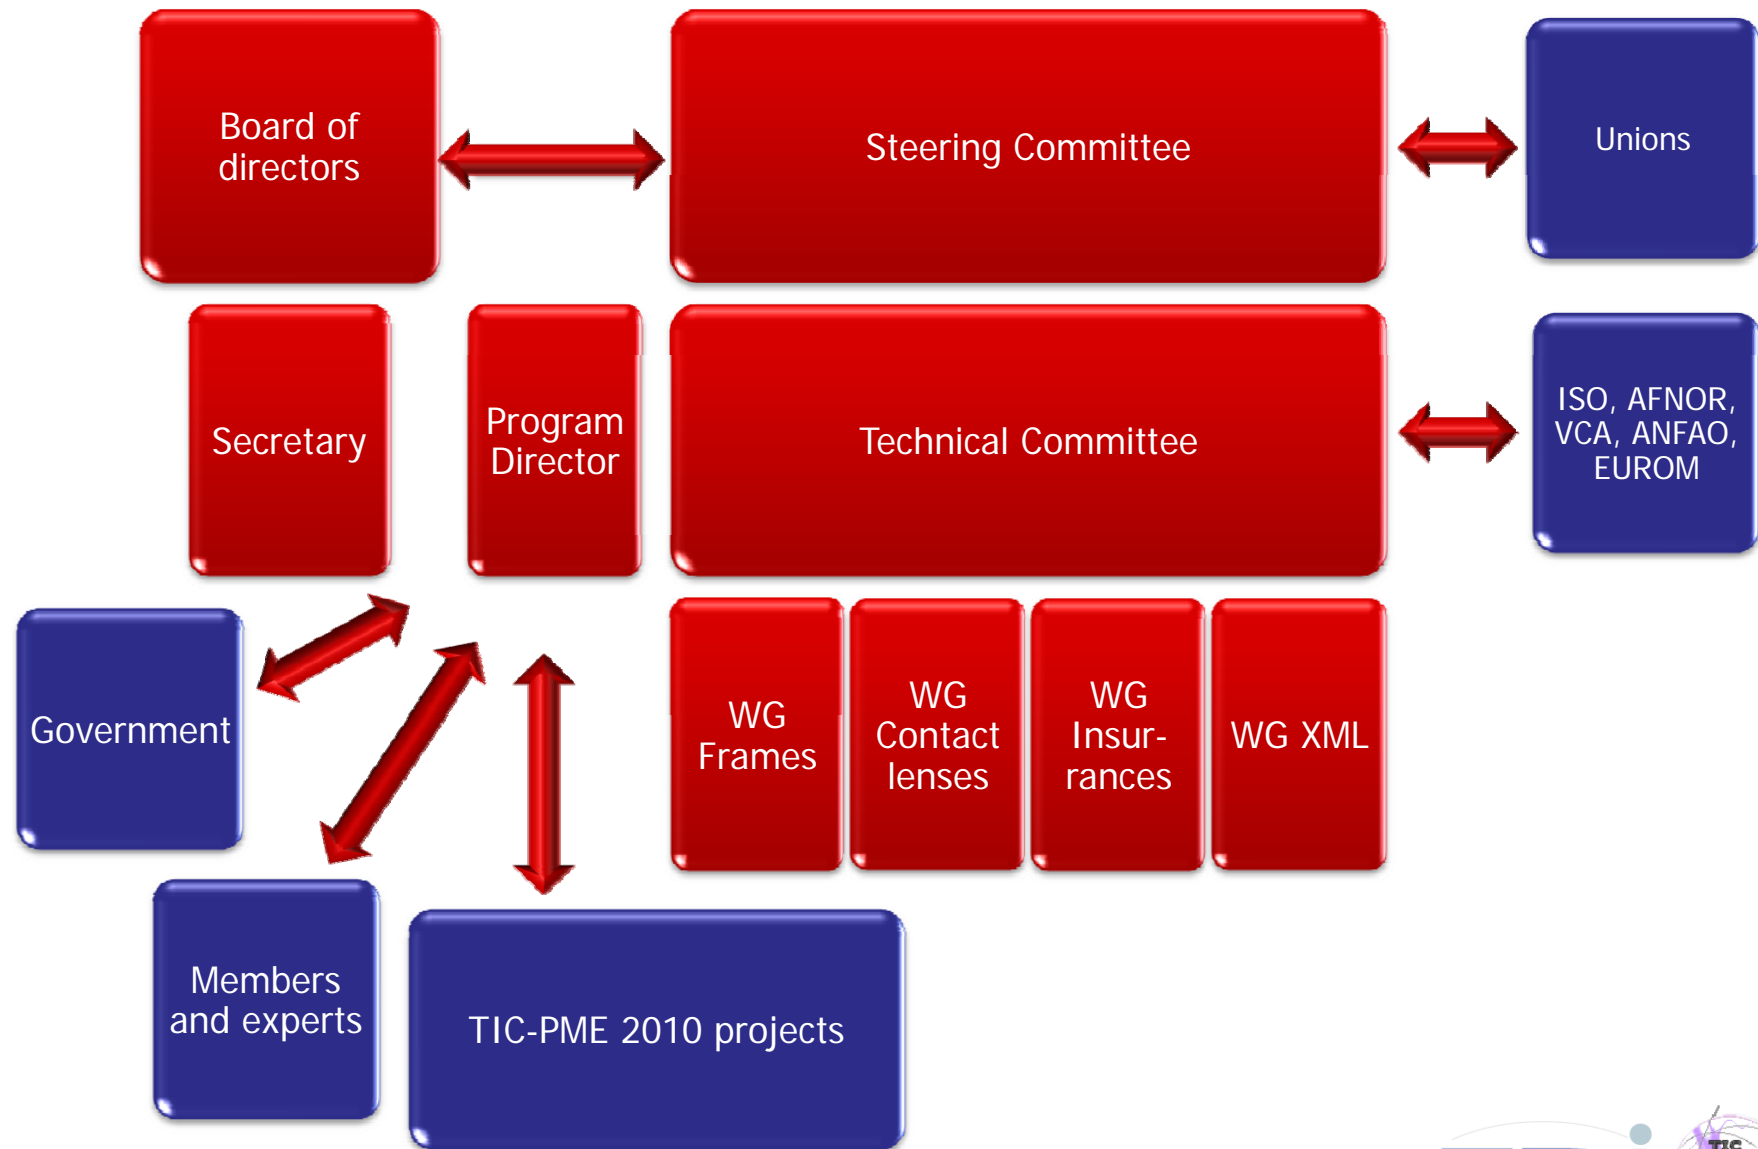 Board of
directors
Steering Committee
Unions
Secretary
Program
Director
Technical Committee
ISO, AFNOR,
VCA, ANFAO,
EUROM
Government
WG
Frames
WG
Contact
lenses
WG
Insur-
rances
WG XML
Members
and experts
TIC-PME 2010 projects
TIC